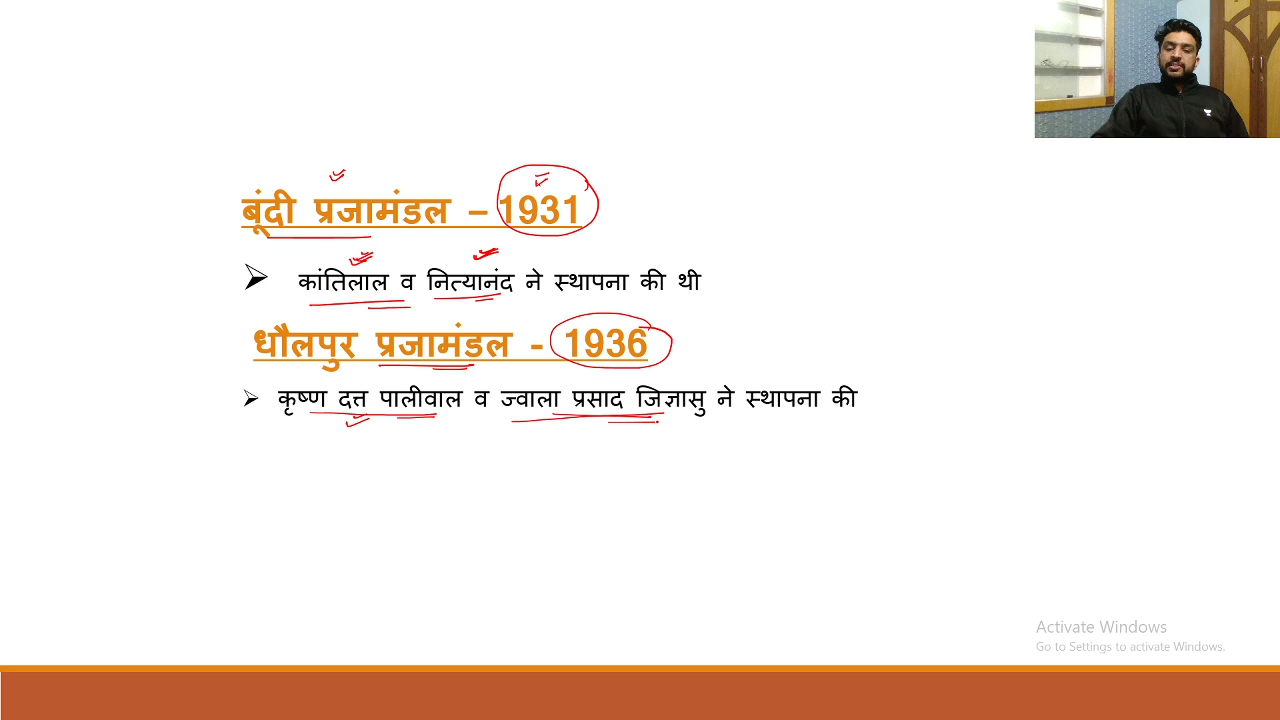 बूंदी प्रजामंडल – 1931
कांतिलाल व नित्यानंद ने स्थापना की थी
धौलपुर प्रजामंडल - 1936
कृष्ण दत्त पालीवाल व ज्वाला प्रसाद जिज्ञासु ने स्थापना की
Activate Windows
Go to Settings to activate Windows.